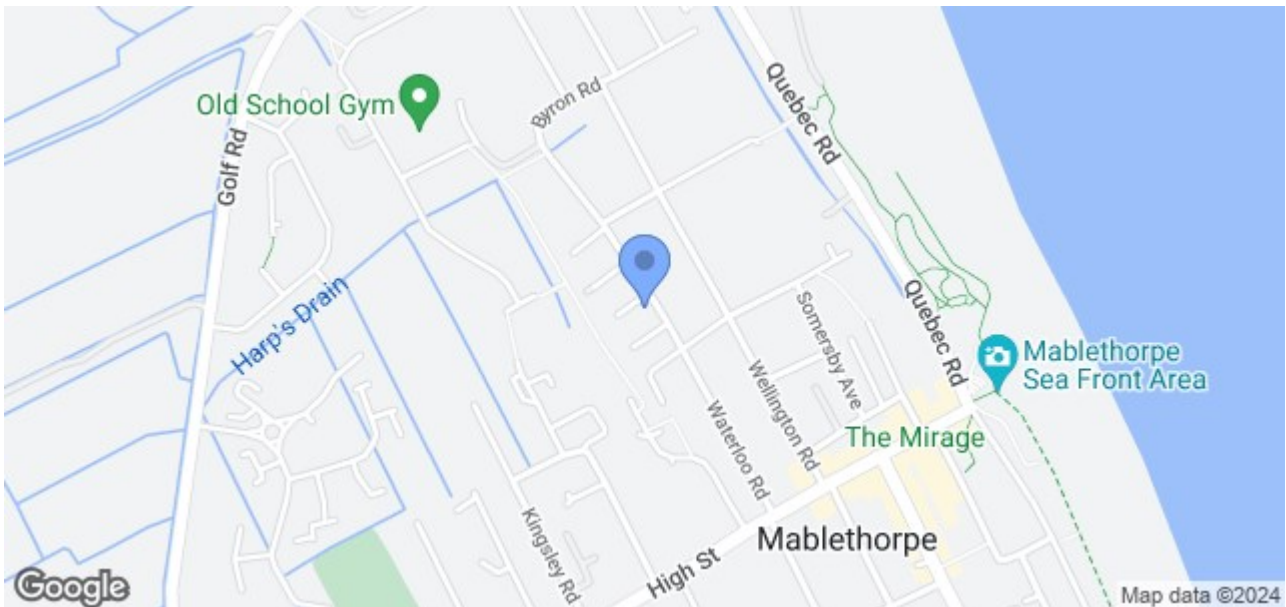 Quebec Rd
Old School Gym
Byron Rd
Golf Rd
Harp's Drain
Quebec Rd
Somersby Ave
Mablethorpe
Sea Front Area
Wellington Rd
Waterloo Rd
The Mirage
Kingsley Rd
High St
Mablethorpe
Google
Map data ©2024